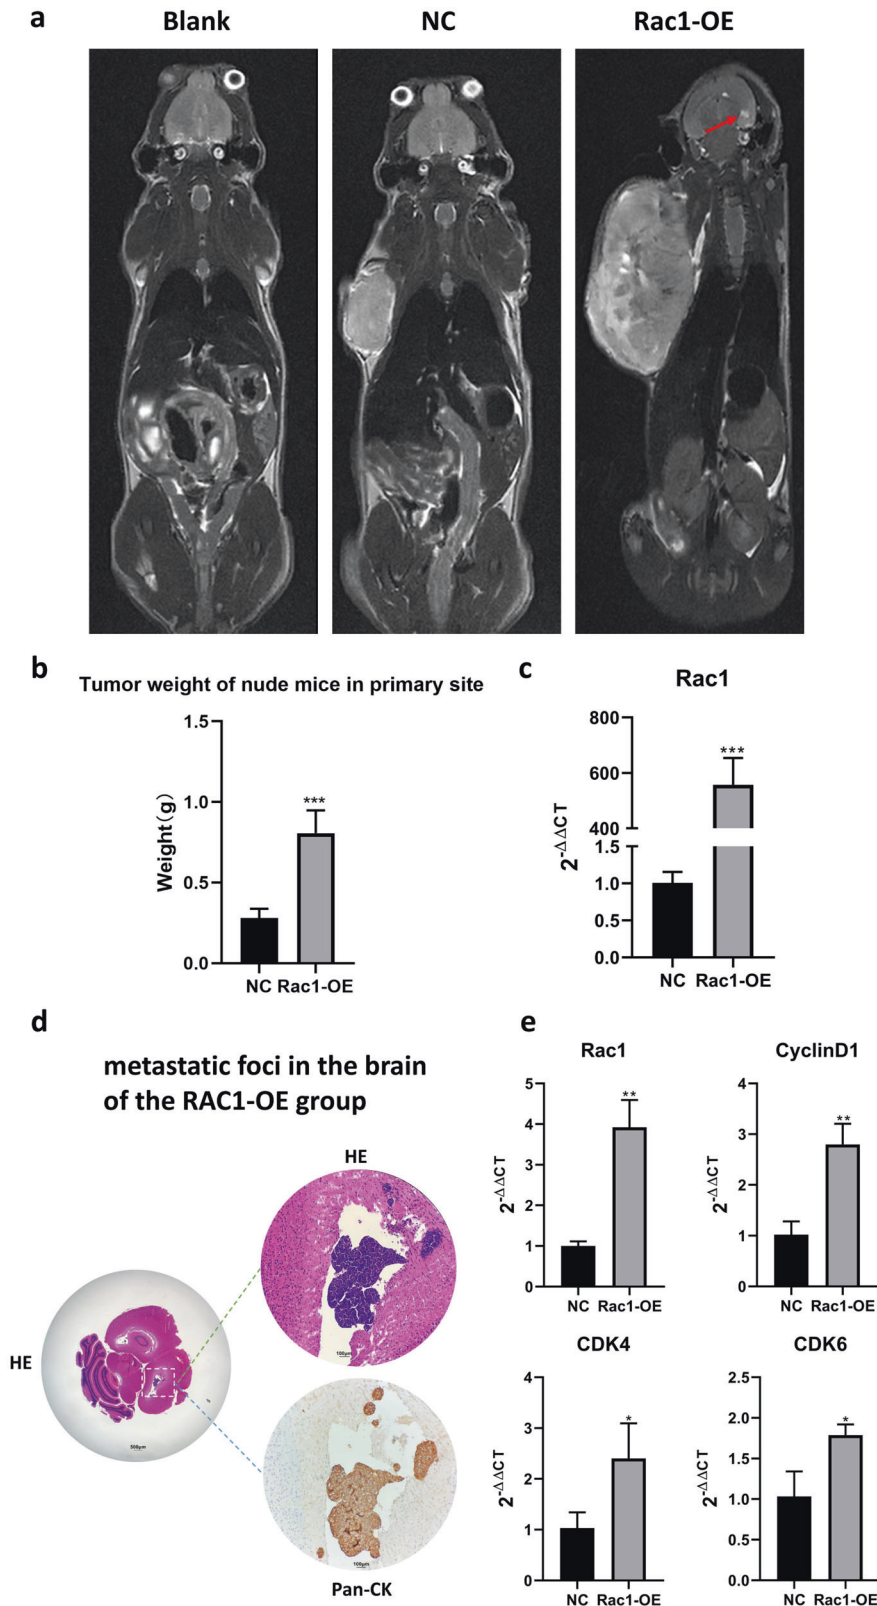 a
Blank
NC
Rac1-OE
b
Tumor weight of nude mice in primary site
Weight(g)
1.5
1.0
0.5
0.0
***
NC Rac1-OE
c
Rac1
2-ΔΔCT
800
600
400
1.5
1.0
0.5
0.0
***
NC Rac1-OE
d
metastatic foci in the brain
of the RAC1-OE group
HE
500μm
HE
100μm
100μm
Pan-CK
e
Rac1
2-ΔΔCT
5
4
3
2
1
0
**
NC Rac1-OE
CyclinD1
2-ΔΔCT
4
3
2
1
0
**
NC Rac1-OE
CDK4
2-ΔΔCT
4
3
2
1
0
*
NC Rac1-OE
CDK6
2-ΔΔCT
2.5
2.0
1.5
1.0
0.5
0.0
*
NC Rac1-OE